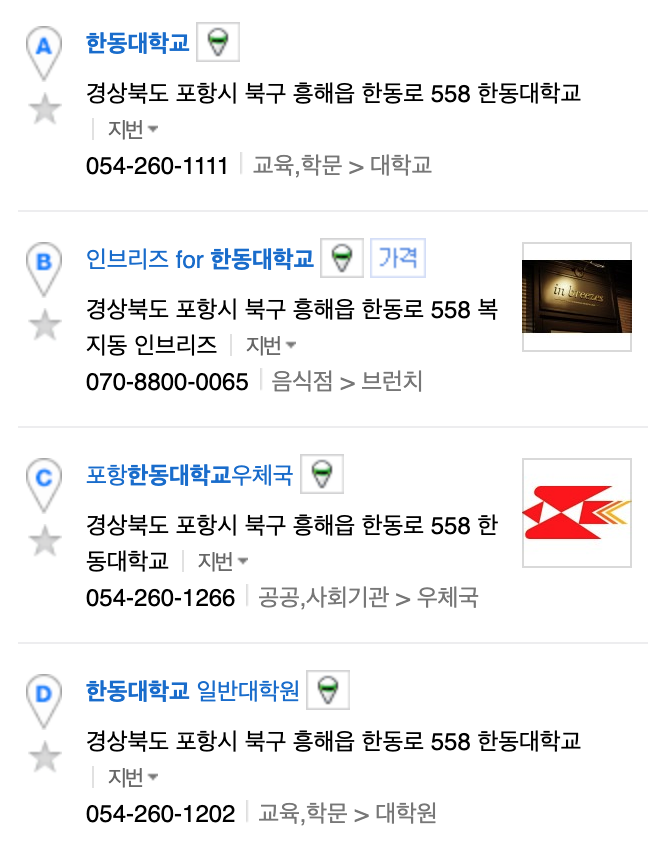 A 한동대학교
경상북도 포항시 북구 흥해읍 한동로 558 한동대학교
지번
054-260-1111 교육,학문 > 대학교
B 인브리즈 for 한동대학교 가격
경상북도 포항시 북구 흥해읍 한동로 558 복
지동 인브리즈 지번
in breezes
070-8800-0065 음식점 > 브런치
C 포항한동대학교우체국
경상북도 포항시 북구 흥해읍 한동로 558 한
동대학교 지번
054-260-1266 공공,사회기관 > 우체국
D 한동대학교 일반대학원
경상북도 포항시 북구 흥해읍 한동로 558 한동대학교
지번
054-260-1202 교육,학문 > 대학원